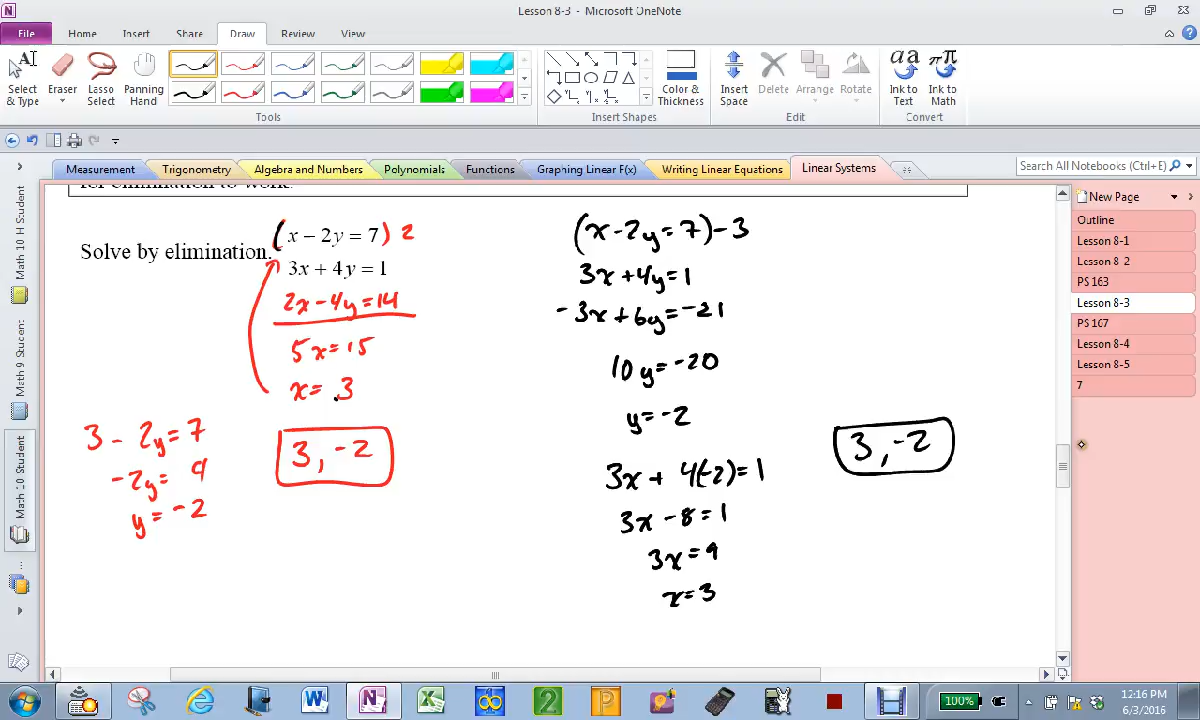 Lesson 8-3 - Microsoft OneNote
File Home Insert Share Draw Review View
Select & Type
Eraser
Lasso Select
Panning Hand
Color & Thickness
Insert Space
Delete
Arrange
Rotate
Ink to Text
Ink to Math
Tools
Insert Shapes
Edit
Convert
Measurement
Trigonometry
Algebra and Numbers
Polynomials
Functions
Graphing Linear F(x)
Writing Linear Equations
Linear Systems
Search All Notebooks (Ctrl+E)
for elimination to work.
Solve by elimination.
(x − 2y = 7) 2
3x + 4y = 1
2x − 4y = 14
5x = 15
x = 3
3 − 2y = 7
−2y = 4
y = −2
3, −2
(x − 2y = 7) − 3
3x + 4y = 1
−3x + 6y = −21
10y = −20
y = −2
3x + 4(−2) = 1
3x − 8 = 1
3x = 9
x = 3
3, −2
New Page
Outline
Lesson 8-1
Lesson 8-2
PS 163
Lesson 8-3
PS 167
Lesson 8-4
Lesson 8-5
7
Math 10 H Student
Math 9 Student
Math 10 Student
100%
12:16 PM
6/3/2016